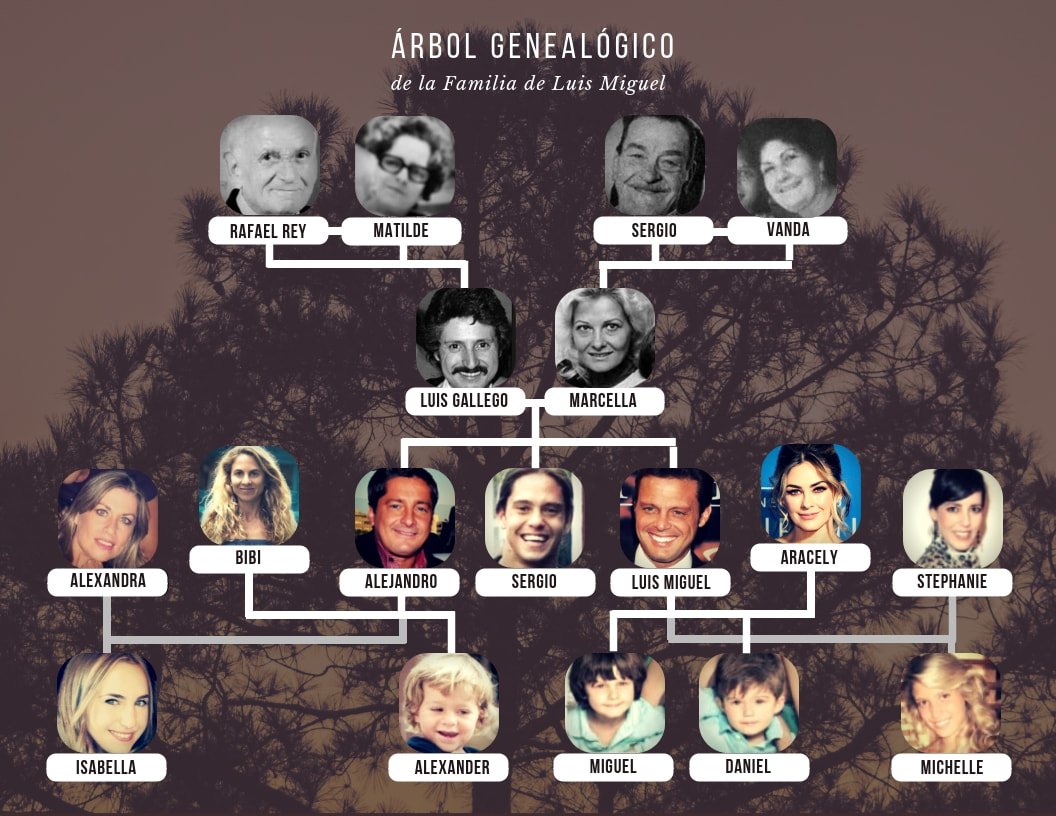 ÁRBOL GENEALÓGICO
de la Familia de Luis Miguel
RAFAEL REY
MATILDE
SERGIO
VANDA
LUIS GALLEGO
MARCELLA
ALEXANDRA
BIBI
ALEJANDRO
SERGIO
LUIS MIGUEL
ARACELY
STEPHANIE
ISABELLA
ALEXANDER
MIGUEL
DANIEL
MICHELLE